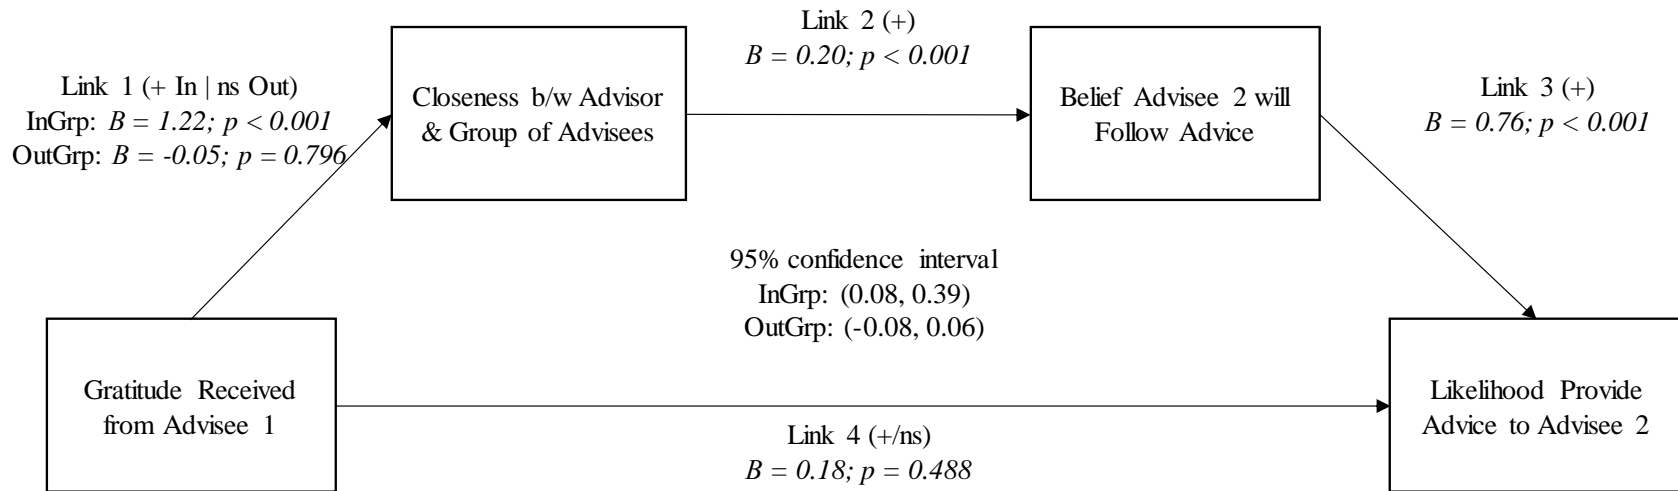 Link 2 (+)
B = 0.20; p < 0.001
Link 1 (+ In | ns Out)
InGrp: B = 1.22; p < 0.001
OutGrp: B = -0.05; p = 0.796
Closeness b/w Advisor
& Group of Advisees
Belief Advisee 2 will
Follow Advice
Link 3 (+)
B = 0.76; p < 0.001
95% confidence interval
InGrp: (0.08, 0.39)
OutGrp: (-0.08, 0.06)
Gratitude Received
from Advisee 1
Likelihood Provide
Advice to Advisee 2
Link 4 (+/ns)
B = 0.18; p = 0.488